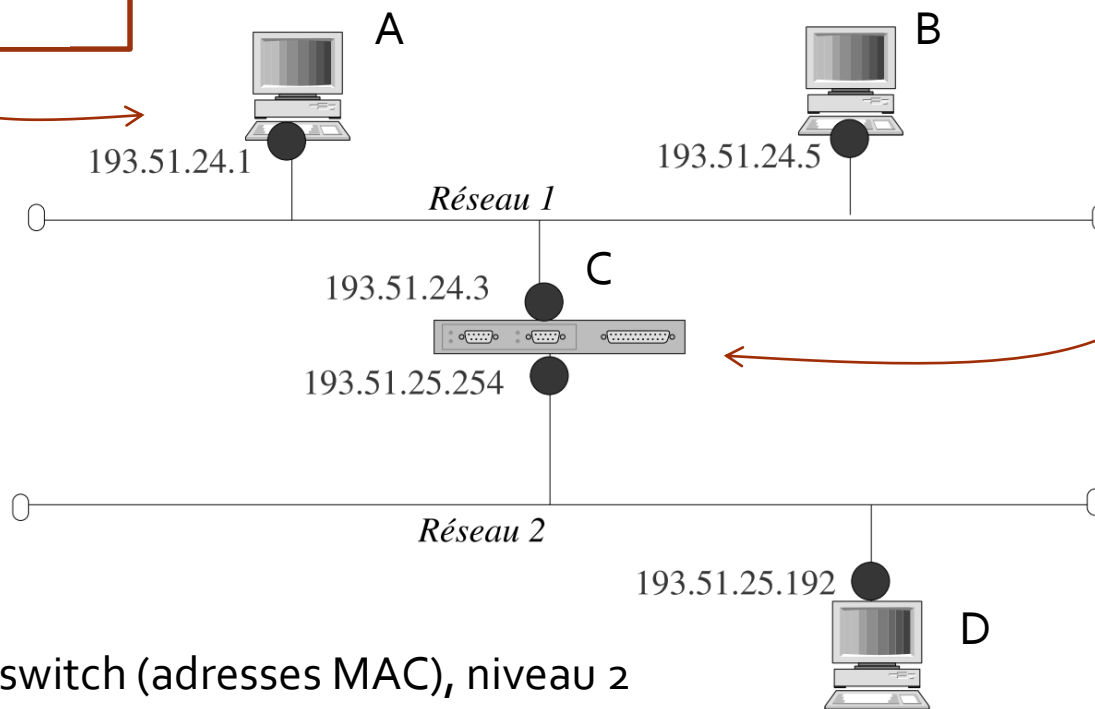 A
B
193.51.24.1
193.51.24.5
Réseau 1
C
193.51.24.3
193.51.25.254
Réseau 2
193.51.25.192
D
switch (adresses MAC), niveau 2